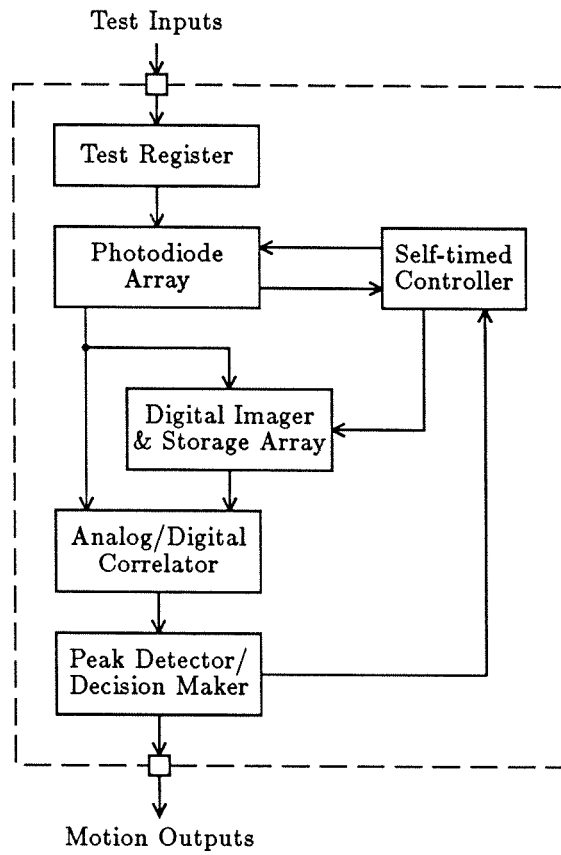 Test Inputs
Test Register
Photodiode
Array
Self-timed
Controller
Digital Imager
& Storage Array
Analog/Digital
Correlator
Peak Detector/
Decision Maker
Motion Outputs